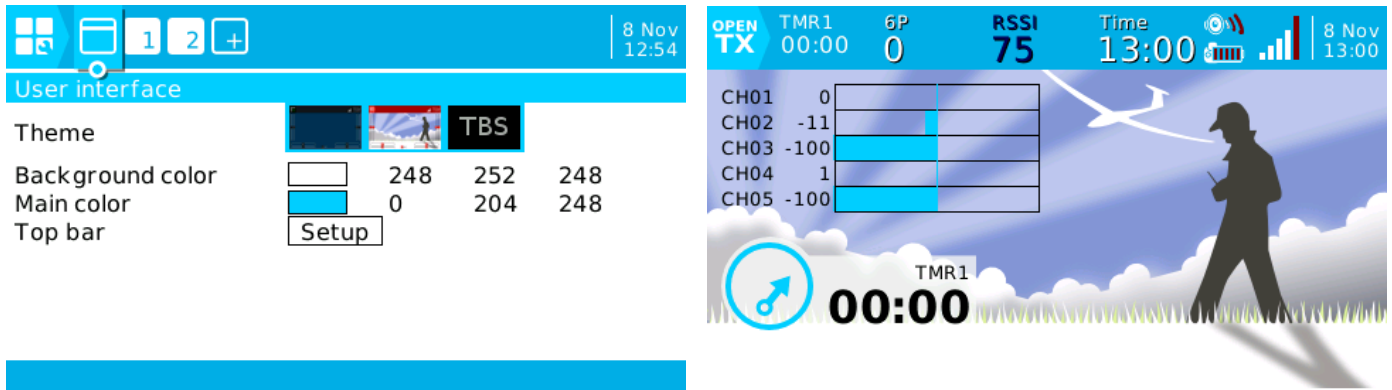 1 2 +
8 Nov
12:54
User interface
Theme TBS
Background color 248 252 248
Main color 0 204 248
Top bar Setup
OPEN TX
TMR1
00:00
6P
0
RSSI
75
Time
13:00
8 Nov
13:00
CH01 0
CH02 -11
CH03 -100
CH04 1
CH05 -100
TMR1
00:00